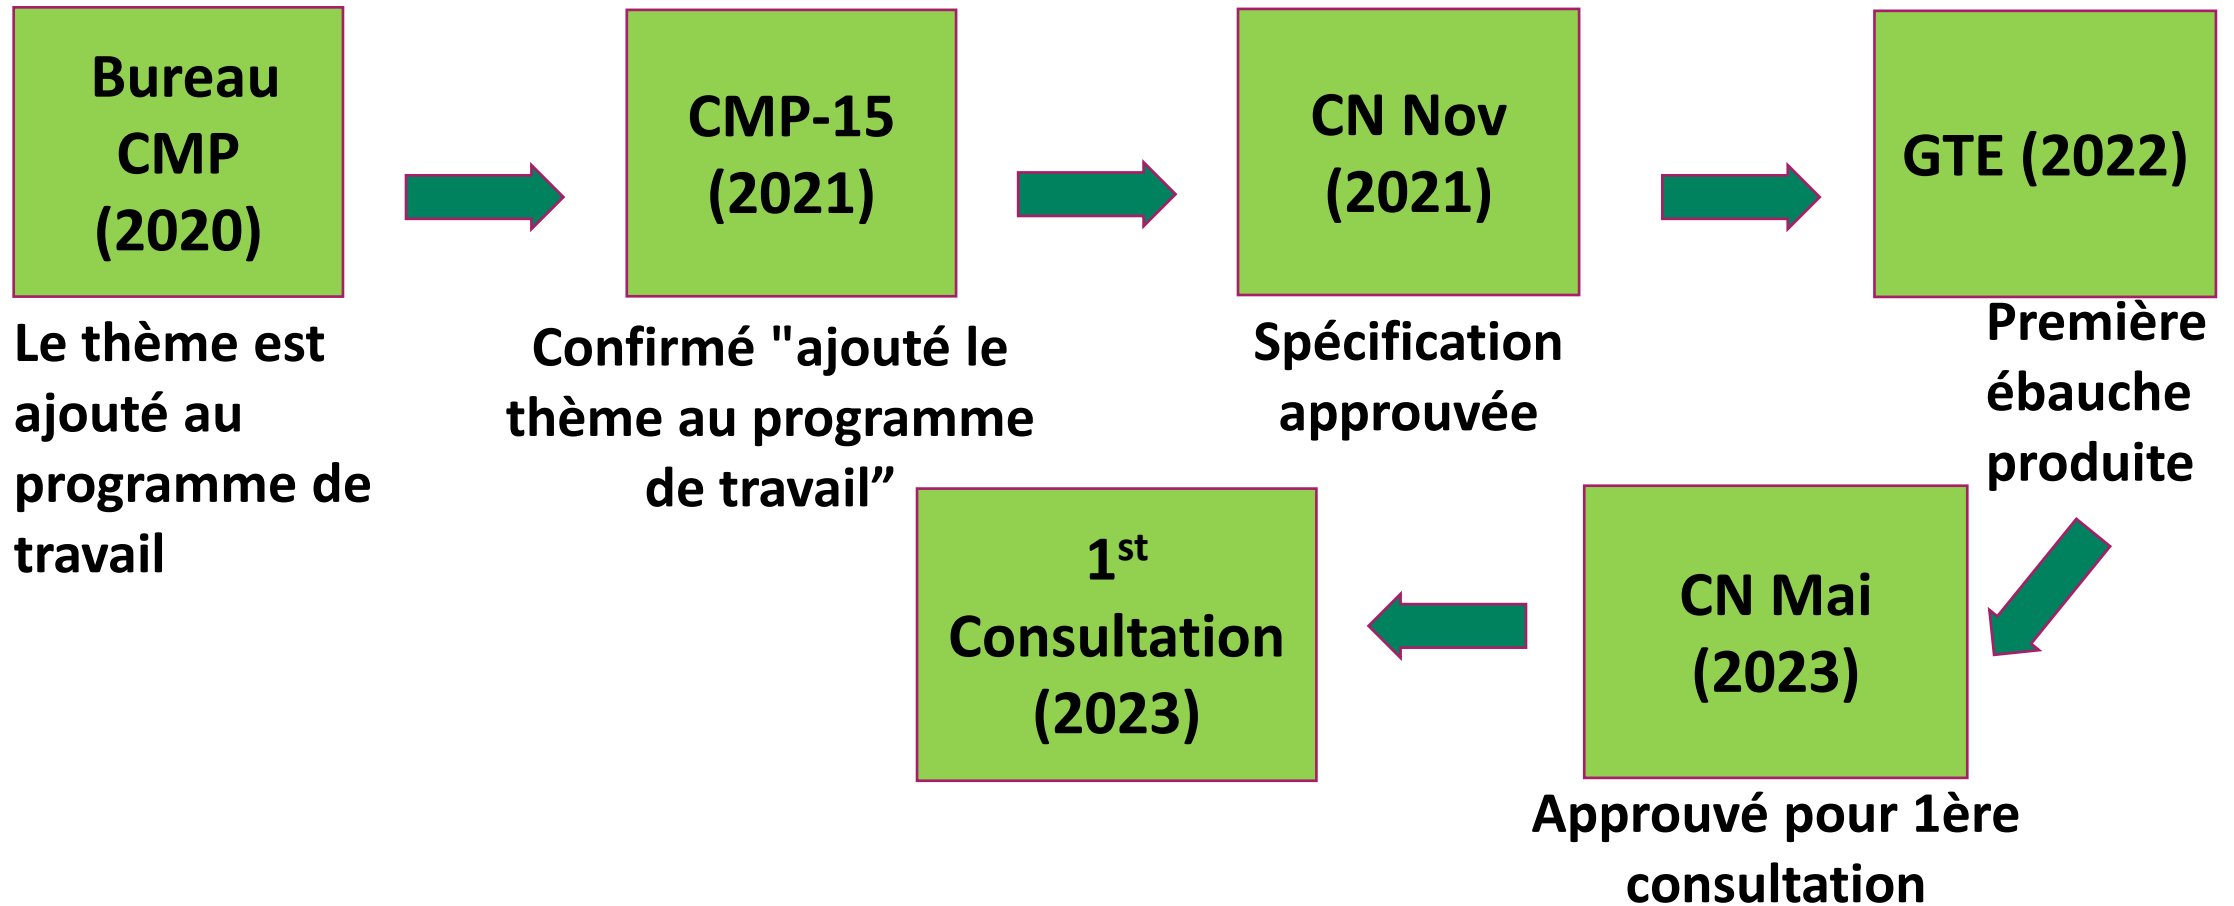 Bureau
CMP
(2020)
Le thème est
ajouté au
programme de
travail
CMP-15
(2021)
Confirmé "ajouté le
thème au programme
de travail”
CN Nov
(2021)
Spécification
approuvée
GTE (2022)
Première
ébauche
produite
CN Mai
(2023)
Approuvé pour 1ère
consultation
1st
Consultation
(2023)